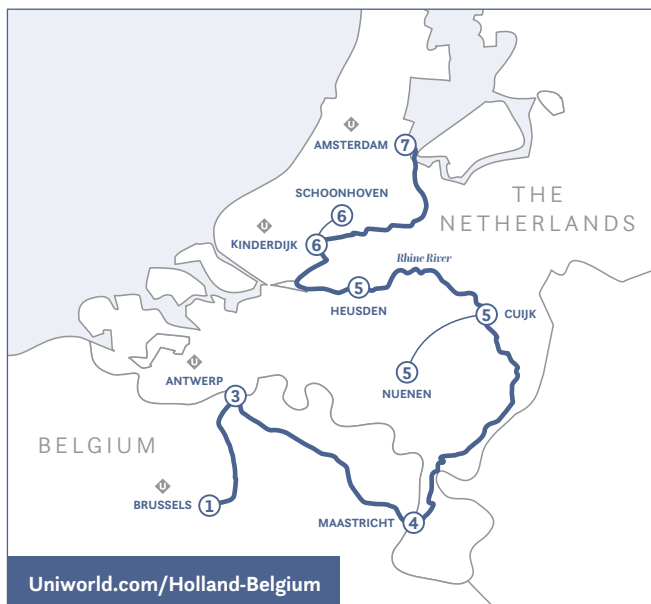 AMSTERDAM
7
SCHOONHOVEN
6
THE
NETHERLANDS
U
U
KINDERDIJK
6
Rhine River
5
HEUSDEN
5
CUIJK
U
ANTWERP
5
NUENEN
3
BELGIUM
U
BRUSSELS
1
MAASTRICHT
4
Uniworld.com/Holland-Belgium